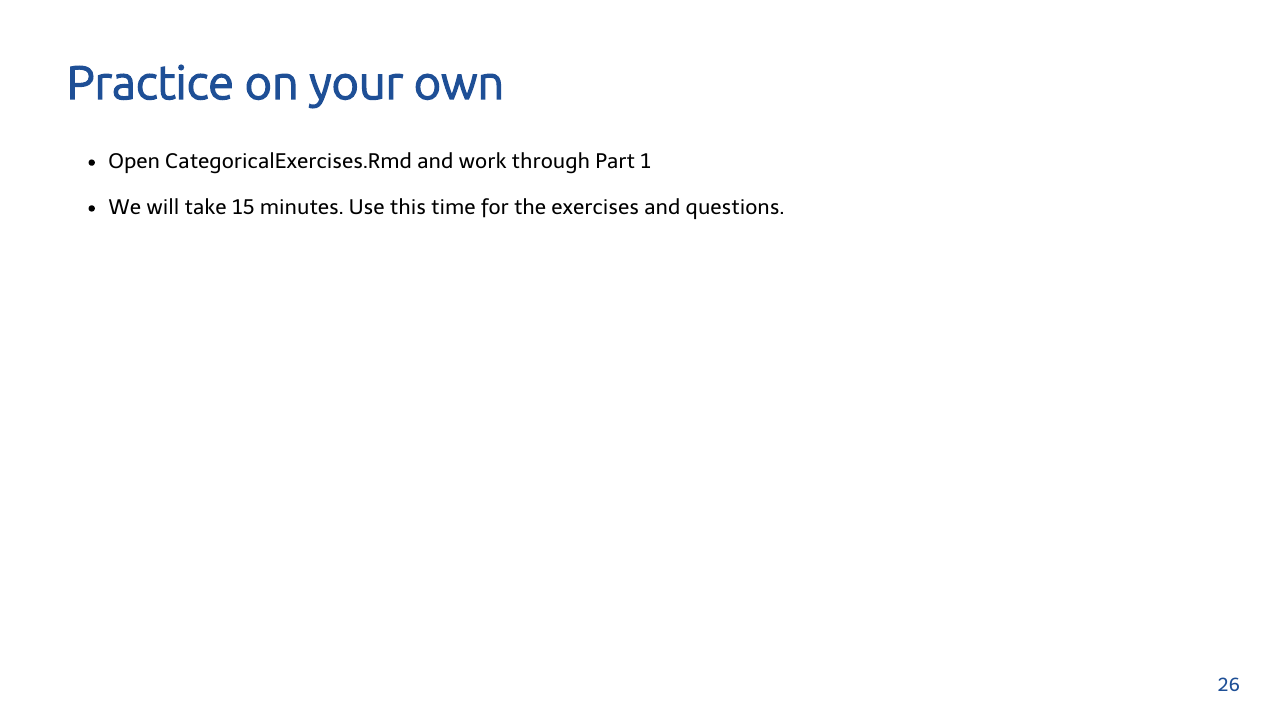 Practice on your own
• Open CategoricalExercises.Rmd and work through Part 1
• We will take 15 minutes. Use this time for the exercises and questions.
26